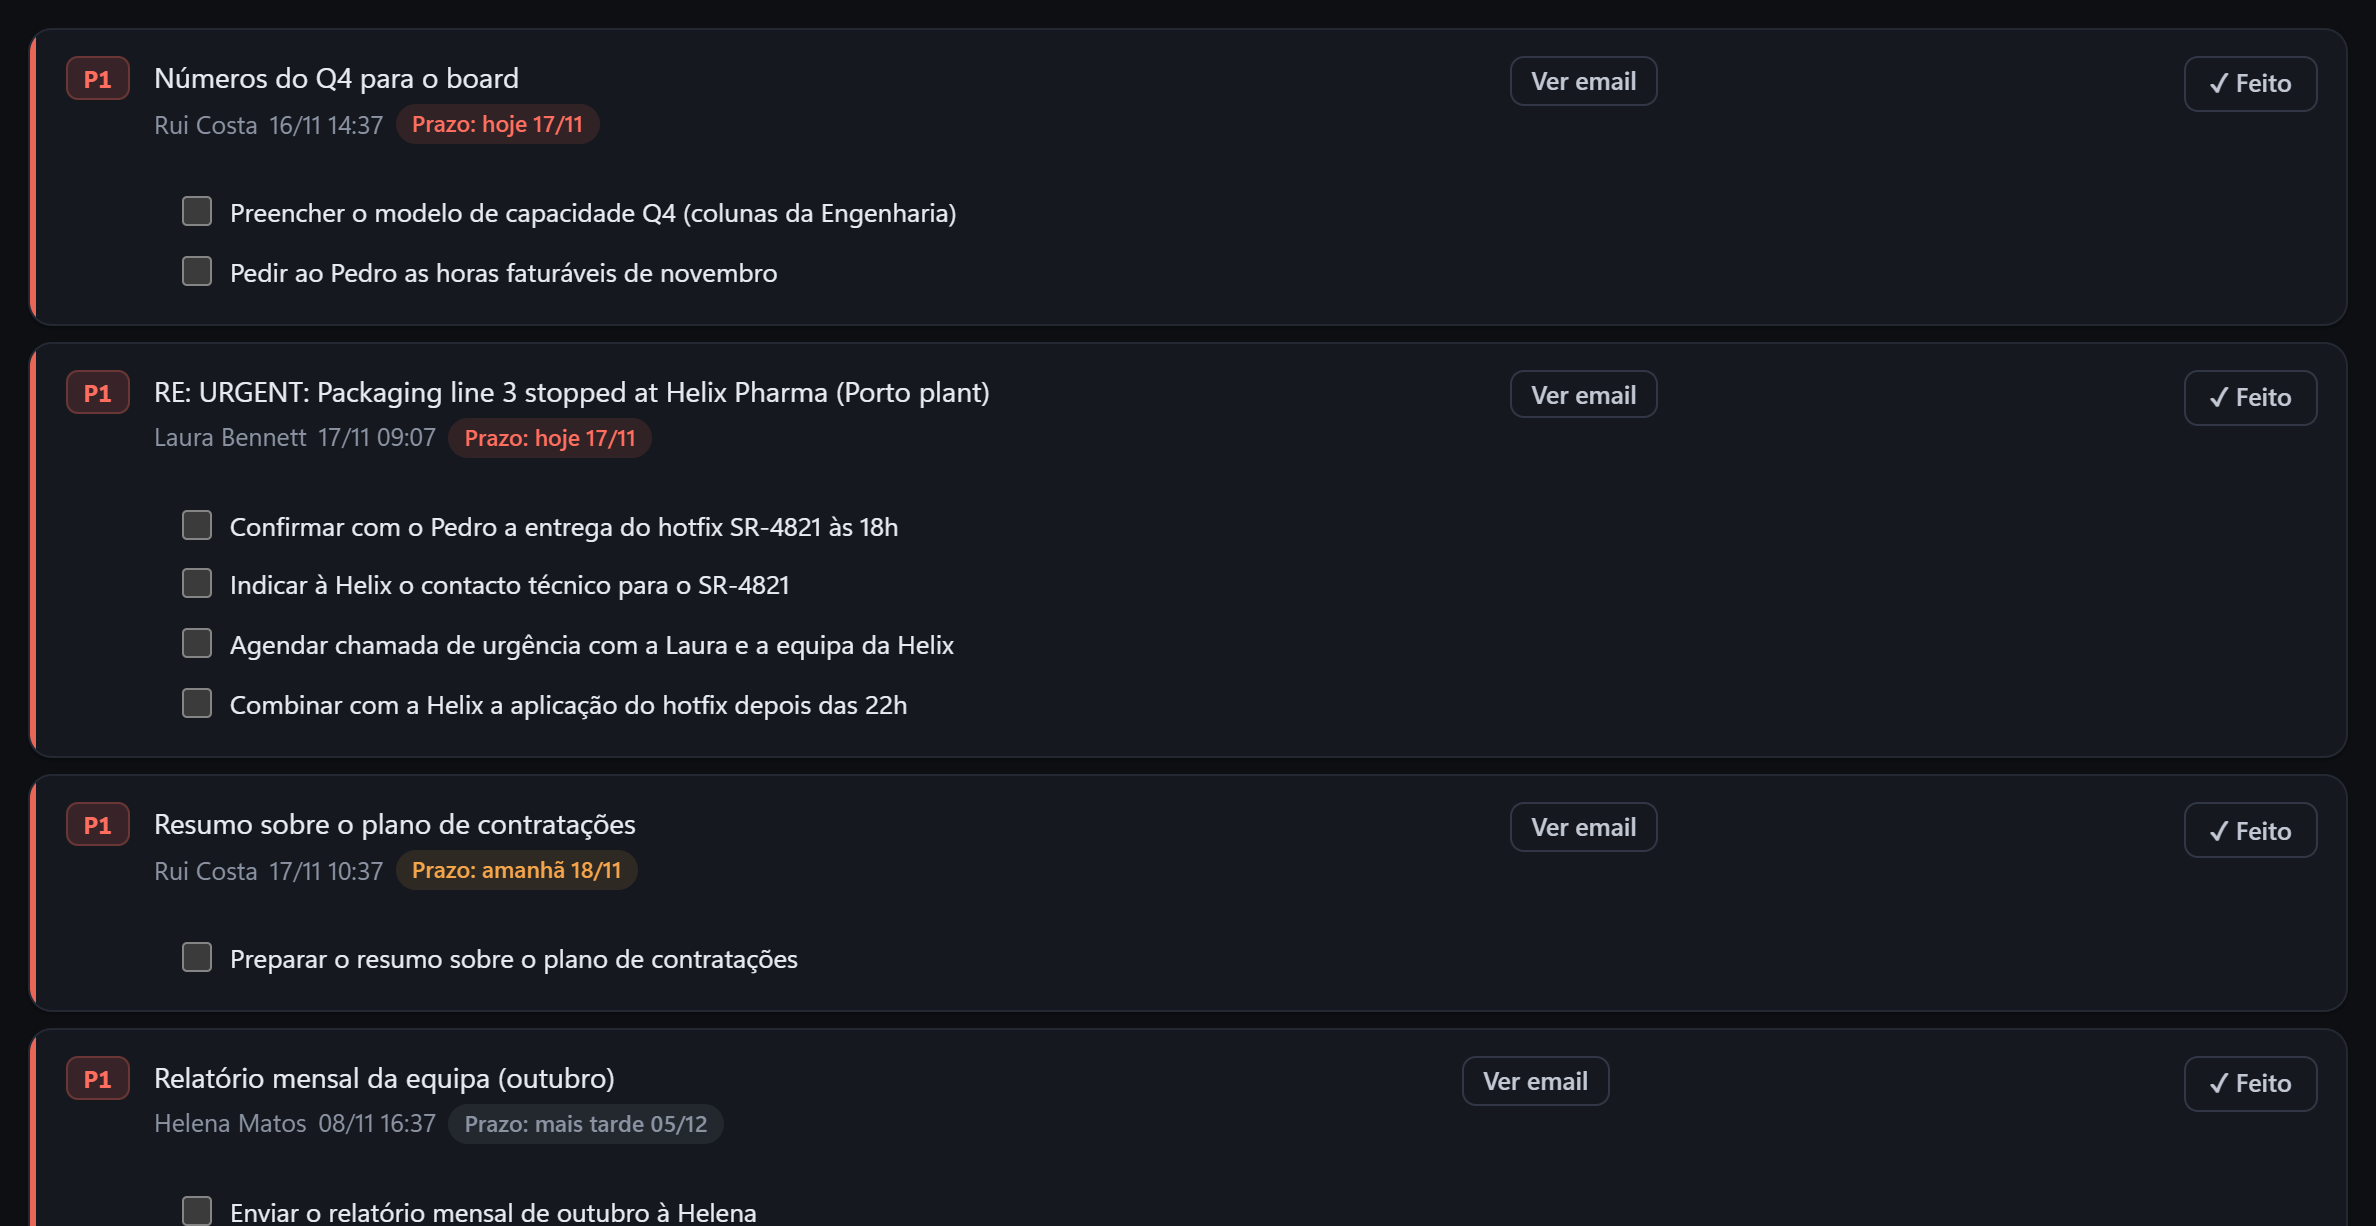 P1 Números do Q4 para o board Ver email ✓ Feito
Rui Costa 16/11 14:37 Prazo: hoje 17/11
Preencher o modelo de capacidade Q4 (colunas da Engenharia)
Pedir ao Pedro as horas faturáveis de novembro
P1 RE: URGENT: Packaging line 3 stopped at Helix Pharma (Porto plant) Ver email ✓ Feito
Laura Bennett 17/11 09:07 Prazo: hoje 17/11
Confirmar com o Pedro a entrega do hotfix SR-4821 às 18h
Indicar à Helix o contacto técnico para o SR-4821
Agendar chamada de urgência com a Laura e a equipa da Helix
Combinar com a Helix a aplicação do hotfix depois das 22h
P1 Resumo sobre o plano de contratações Ver email ✓ Feito
Rui Costa 17/11 10:37 Prazo: amanhã 18/11
Preparar o resumo sobre o plano de contratações
P1 Relatório mensal da equipa (outubro) Ver email ✓ Feito
Helena Matos 08/11 16:37 Prazo: mais tarde 05/12
Enviar o relatório mensal de outubro à Helena